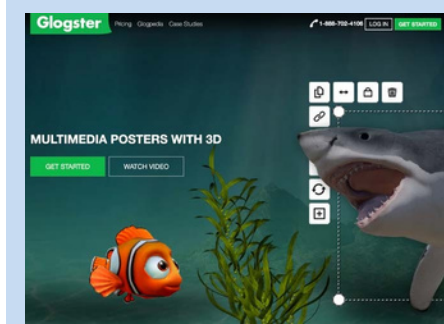 Glogster Pricing Glogpedia Case Studies 1-888-702-4106 LOG IN GET STARTED
MULTIMEDIA POSTERS WITH 3D
GET STARTED WATCH VIDEO